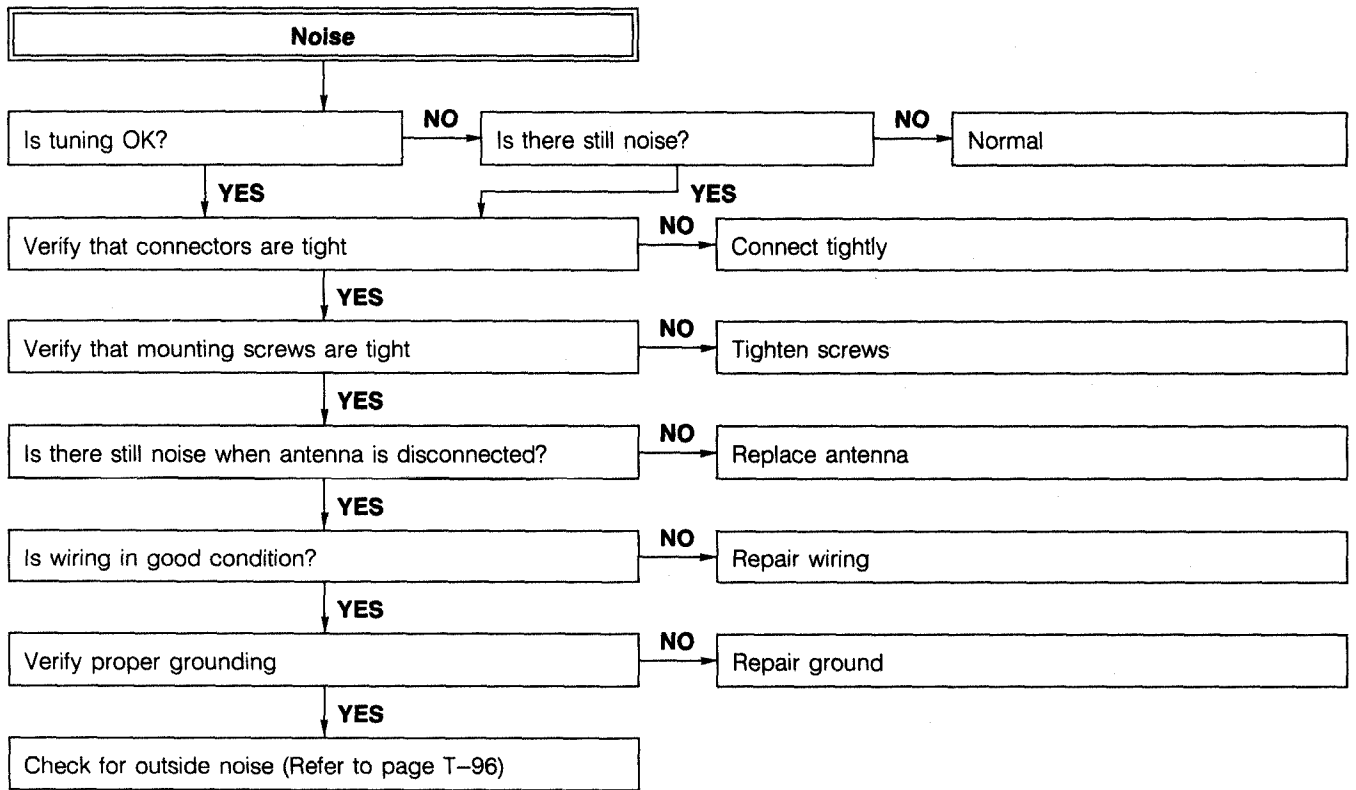 Noise
Is tuning OK?
NO
Is there still noise?
NO
Normal
YES
YES
Verify that connectors are tight
NO
Connect tightly
YES
Verify that mounting screws are tight
NO
Tighten screws
YES
Is there still noise when antenna is disconnected?
NO
Replace antenna
YES
Is wiring in good condition?
NO
Repair wiring
YES
Verify proper grounding
NO
Repair ground
YES
Check for outside noise (Refer to page T–96)